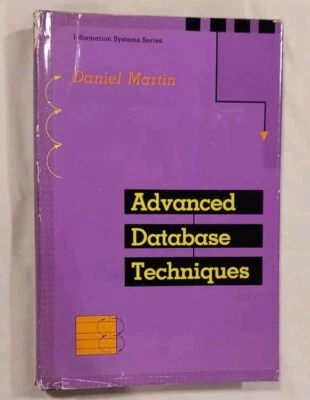 Information Systems Series
Daniel Martin
Advanced
Database
Techniques